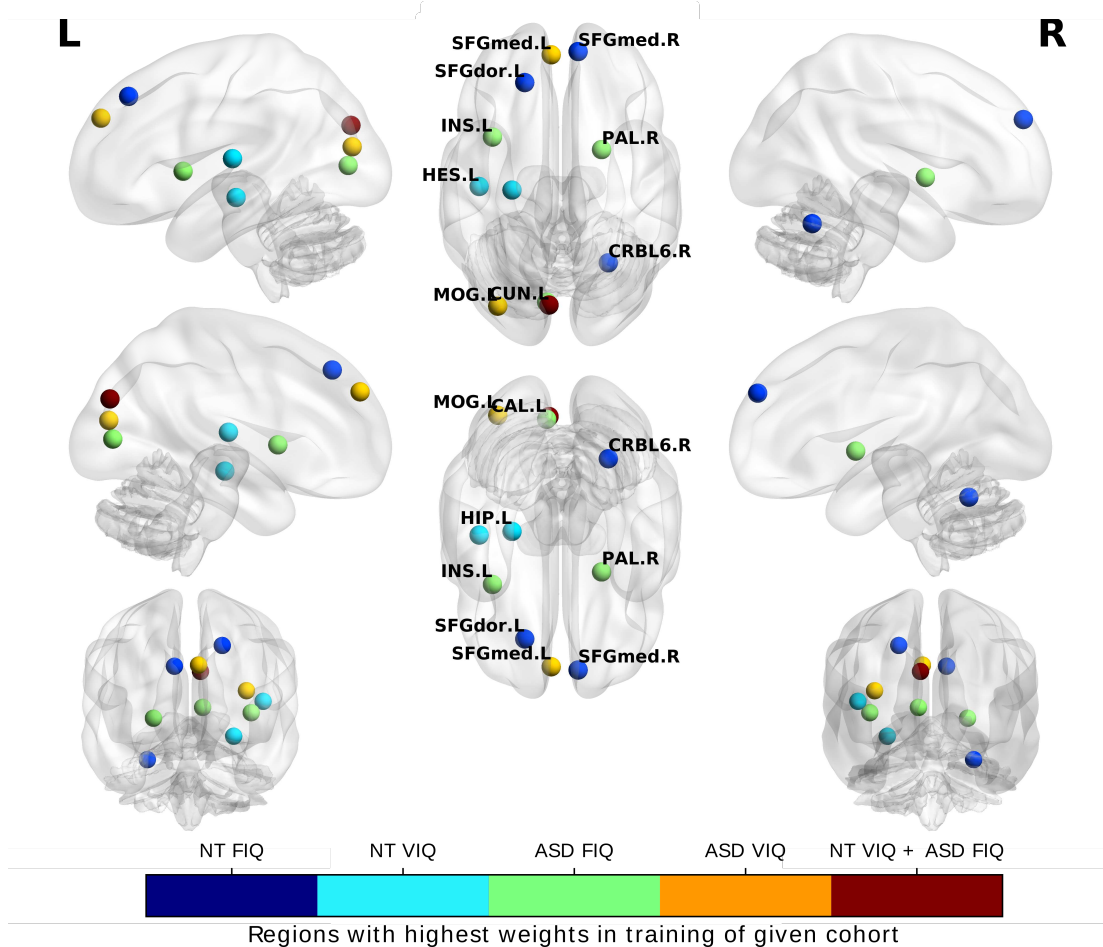 L
R
SFGmed.L
SFGmed.R
SFGdor.L
INS.L
PAL.R
HES.L
CRBL6.R
MOG.L
CUN.L
MOG.L
CAL.L
CRBL6.R
HIP.L
PAL.R
INS.L
SFGdor.L
SFGmed.L
SFGmed.R
NT FIQ
NT VIQ
ASD FIQ
ASD VIQ
NT VIQ + ASD FIQ
Regions with highest weights in training of given cohort